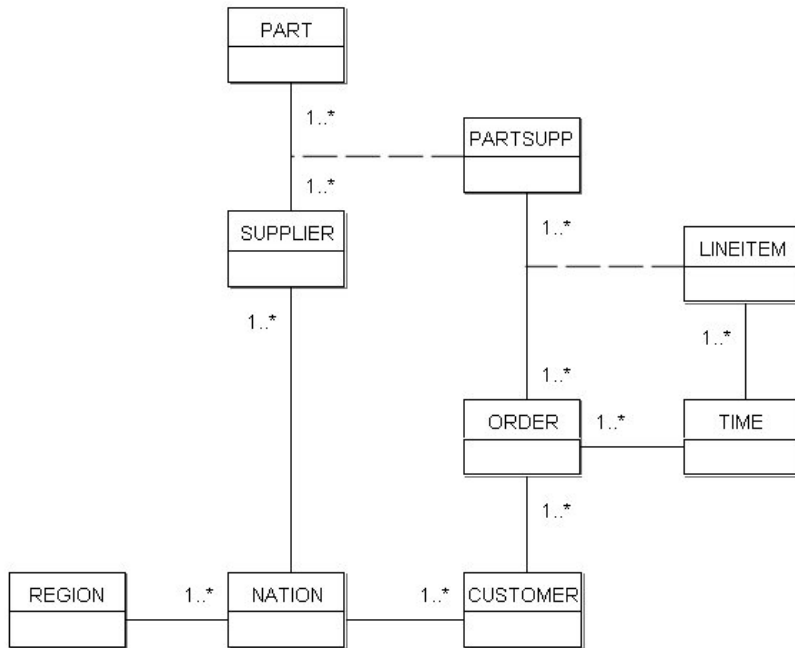 PART
1..*
PARTSUPP
1..*
SUPPLIER
1..*
LINEITEM
1..*
1..*
1..*
ORDER
1..*
TIME
1..*
REGION
1..*
NATION
1..*
CUSTOMER